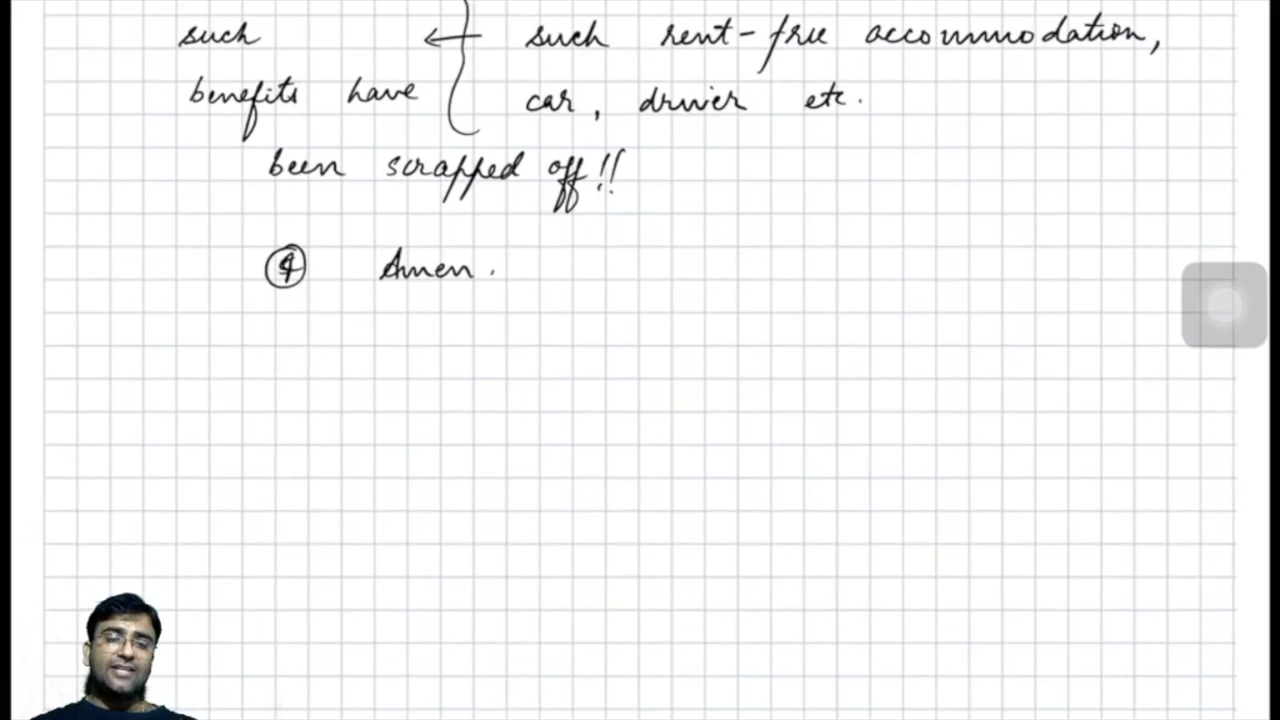 such ← such rent-free accommodation,
benefits have car, driver etc.
been scrapped off!!
④ Amen.